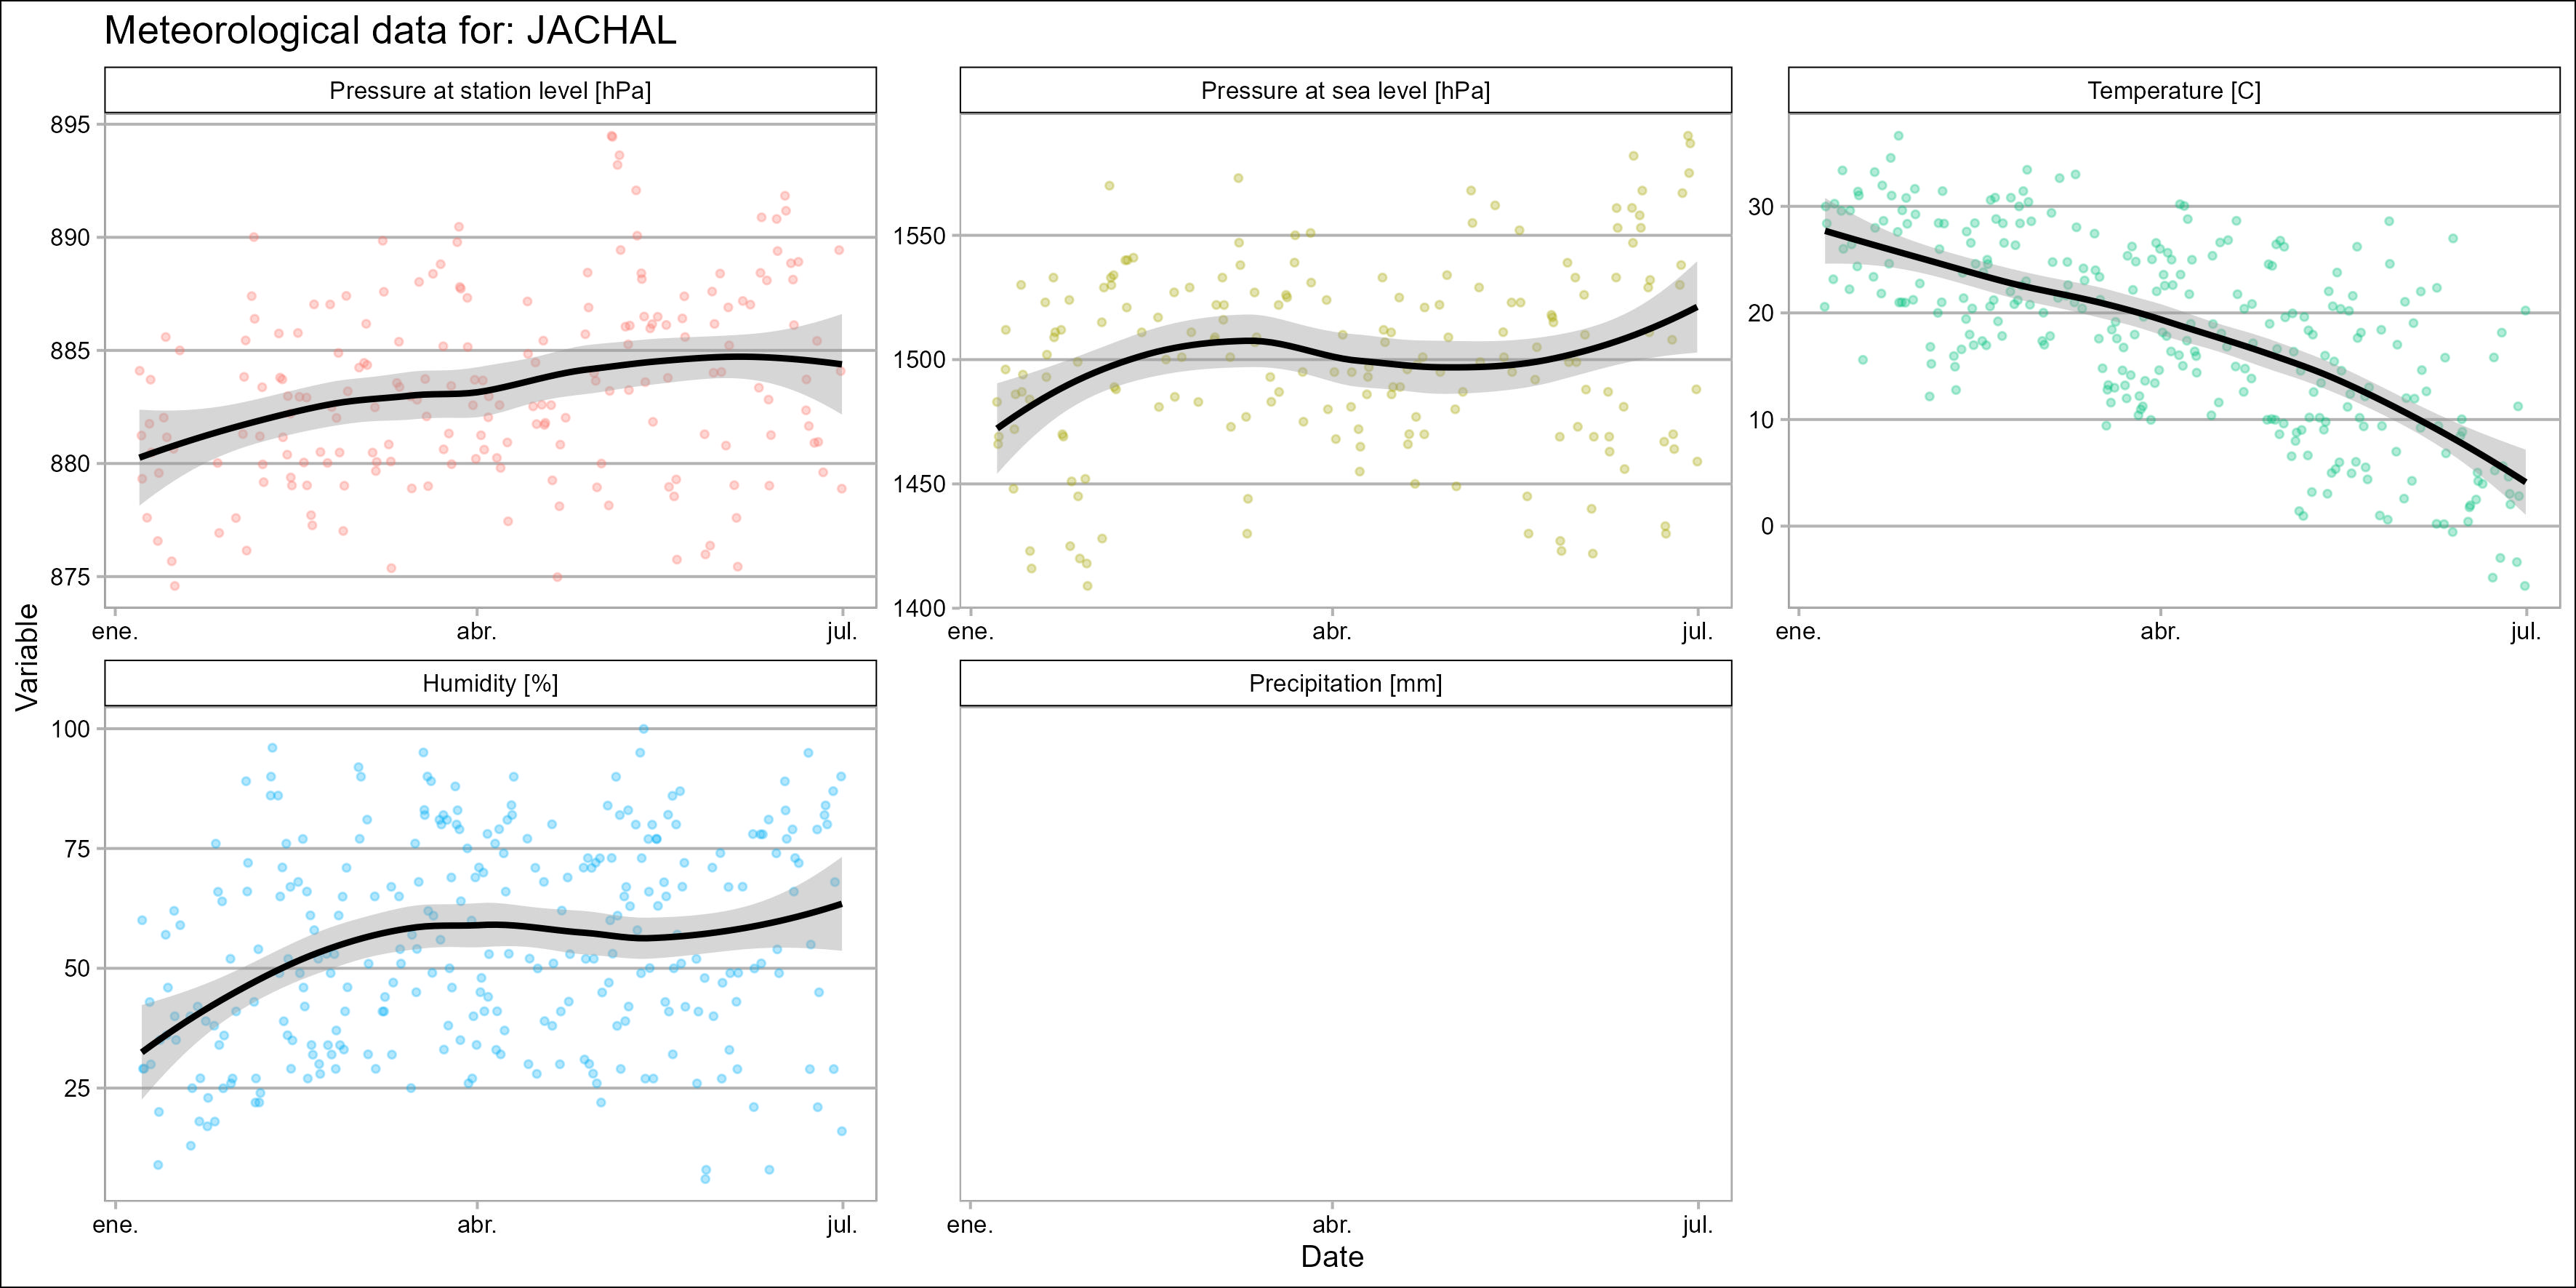 Meteorological data for: JACHAL
Pressure at station level [hPa]
895
890
885
880
875
ene.
abr.
jul.
Pressure at sea level [hPa]
1550
1500
1450
1400
ene.
abr.
jul.
Temperature [C]
30
20
10
0
ene.
abr.
jul.
Variable
Humidity [%]
100
75
50
25
ene.
abr.
jul.
Precipitation [mm]
ene.
abr.
jul.
Date